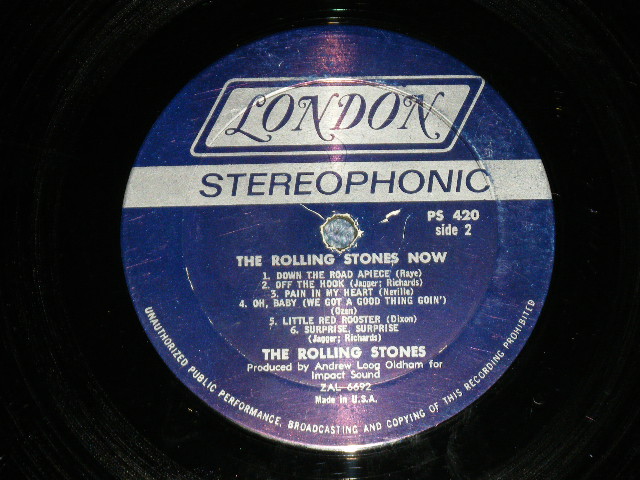 LONDON
STEREOPHONIC
PS 420
side 2
THE ROLLING STONES NOW
1. DOWN THE ROAD APIECE (Raye)
2. OFF THE HOOK (Jagger; Richards)
3. PAIN IN MY HEART (Neville)
4. OH, BABY (WE GOT A GOOD THING GOIN')
(Ozen)
5. LITTLE RED ROOSTER (Dixon)
6. SURPRISE, SURPRISE
(Jagger; Richards)
THE ROLLING STONES
Produced by Andrew Loog Oldham for
Impact Sound
ZAL 6692
Made in U.S.A.
UNAUTHORIZED PUBLIC PERFORMANCE, BROADCASTING AND COPYING OF THIS RECORDING PROHIBITED